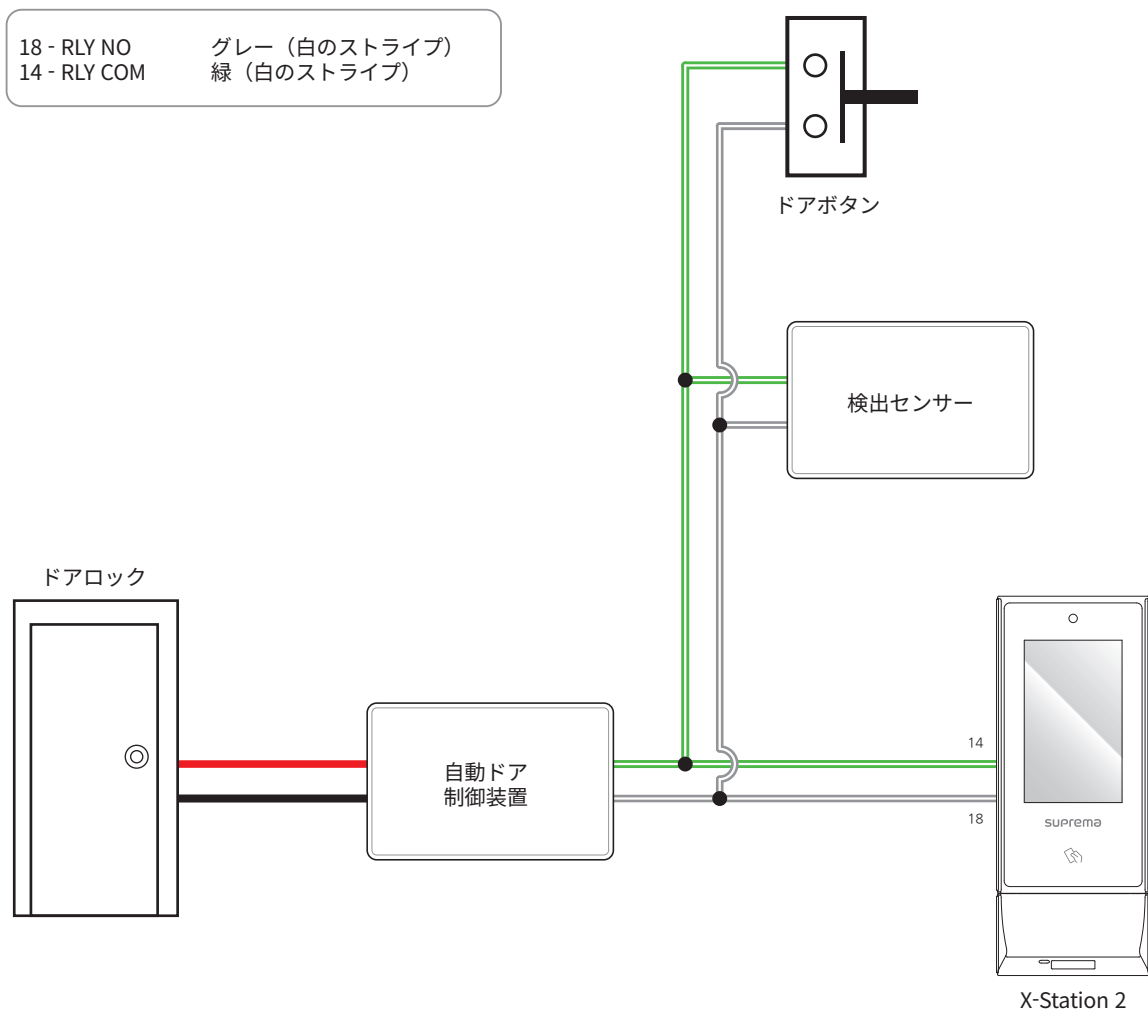 18 - RLY NO グレー（白のストライプ）
14 - RLY COM 緑（白のストライプ）
ドアボタン
検出センサー
ドアロック
自動ドア
制御装置
14
18
suprema
X-Station 2